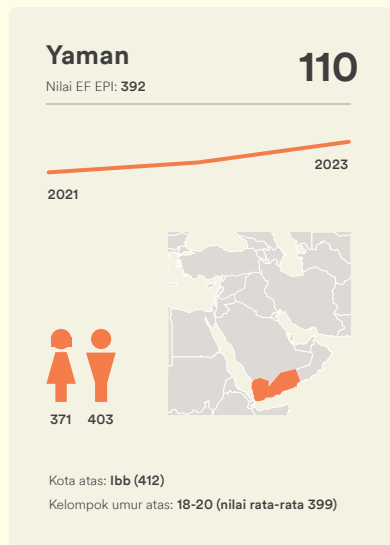 Yaman
110
Nilai EF EPI: 392
2023
2021
371 403
Kota atas: Ibb (412)
Kelompok umur atas: 18-20 (nilai rata-rata 399)